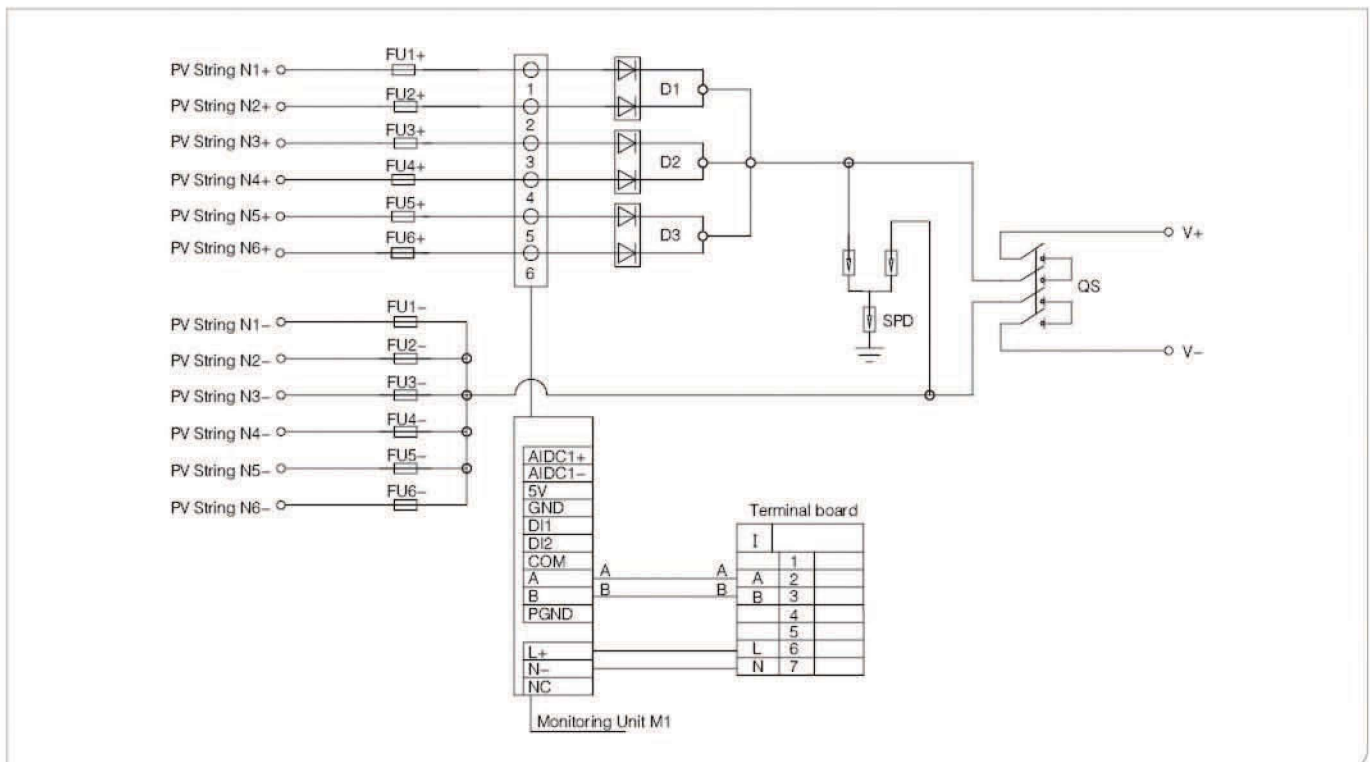 FU1+
PV String N1+
1
D1
FU2+
PV String N2+
2
FU3+
PV String N3+
3
D2
FU4+
PV String N4+
4
FU5+
PV String N5+
5
D3
FU6+
PV String N6+
6
V+
QS
SPD
V–
FU1–
PV String N1–
FU2–
PV String N2–
FU3–
PV String N3–
FU4–
PV String N4–
FU5–
PV String N5–
FU6–
PV String N6–
AIDC1+
AIDC1–
5V
GND
DI1
DI2
COM
A
B
PGND
L+
N–
NC
A A
B B
Terminal board
I
1
A 2
B 3
4
5
L 6
N 7
Monitoring Unit M1